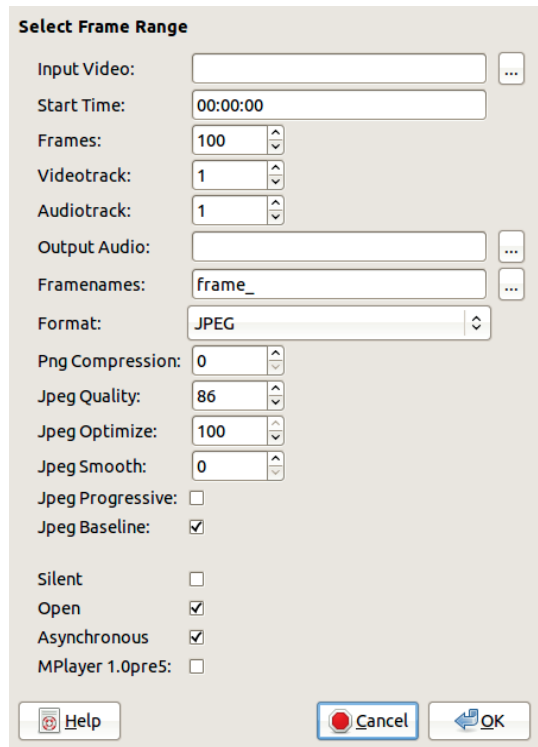 Select Frame Range
Input Video: ...
Start Time: 00:00:00
Frames: 100
Videotrack: 1
Audiotrack: 1
Output Audio: ...
Framenames: frame_ ...
Format: JPEG
Png Compression: 0
Jpeg Quality: 86
Jpeg Optimize: 100
Jpeg Smooth: 0
Jpeg Progressive:
Jpeg Baseline:
Silent
Open
Asynchronous
MPlayer 1.0pre5:
Help Cancel OK